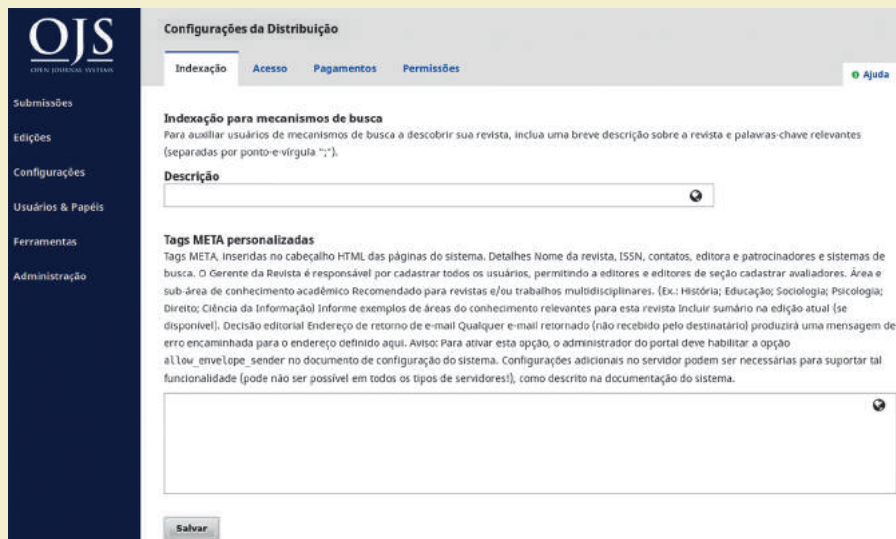 OJS
OPEN JOURNAL SYSTEMS
Submissões
Edições
Configurações
Usuários & Papéis
Ferramentas
Administração
Configurações da Distribuição
Indexação Acesso Pagamentos Permissões
Ajuda
Indexação para mecanismos de busca
Para auxiliar usuários de mecanismos de busca a descobrir sua revista, inclua uma breve descrição sobre a revista e palavras-chave relevantes
(separadas por ponto-e-vírgula ";").
Descrição
Tags META personalizadas
Tags META, inseridas no cabeçalho HTML das páginas do sistema. Detalhes Nome da revista, ISSN, contatos, editora e patrocinadores e sistemas de
busca. O Gerente da Revista é responsável por cadastrar todos os usuários, permitindo a editores e editores de seção cadastrar avaliadores. Área e
sub-área de conhecimento acadêmico Recomendado para revistas e/ou trabalhos multidisciplinares. (Ex.: História; Educação; Sociologia; Psicologia;
Direito; Ciência da Informação) Informe exemplos de áreas do conhecimento relevantes para esta revista Incluir sumário na edição atual (se
disponível). Decisão editorial Endereço de retorno de e-mail Qualquer e-mail retornado (não recebido pelo destinatário) produzirá uma mensagem de
erro encaminhada para o endereço definido aqui. Aviso: Para ativar esta opção, o administrador do portal deve habilitar a opção
allow_envelope_sender no documento de configuração do sistema. Configurações adicionais no servidor podem ser necessárias para suportar tal
funcionalidade (pode não ser possível em todos os tipos de servidores!), como descrito na documentação do sistema.
Salvar